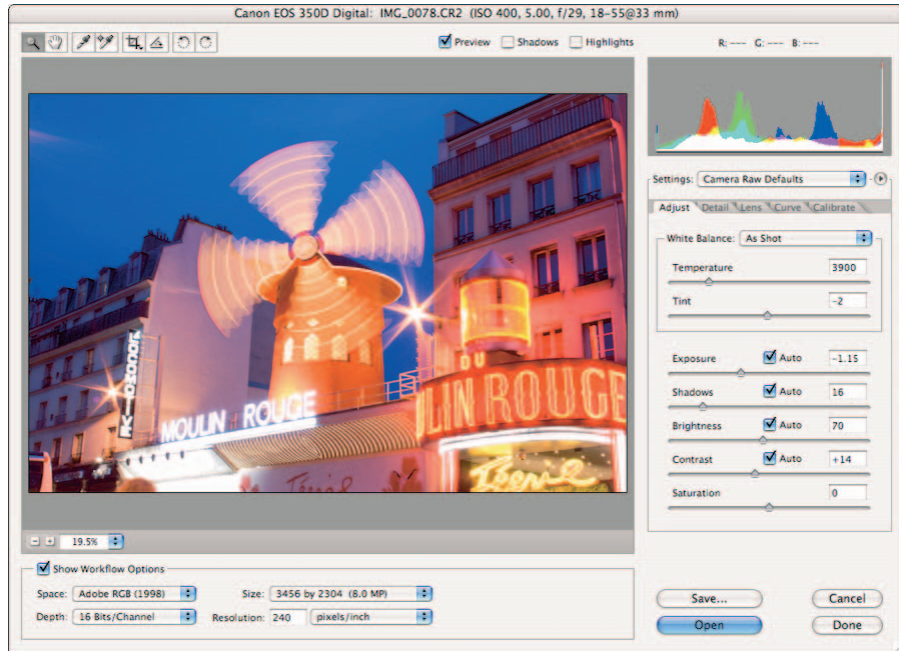 Canon EOS 350D Digital: IMG_0078.CR2 (ISO 400, 5.00, f/29, 18-55@33 mm)
Preview Shadows Highlights
R: --- G: --- B: ---
Settings: Camera Raw Defaults
Adjust Detail Lens Curve Calibrate
White Balance: As Shot
Temperature 3900
Tint -2
Exposure Auto -1.15
Shadows Auto 16
Brightness Auto 70
Contrast Auto +14
Saturation 0
MOULIN ROUGE
DU
ULIN ROUGE
19.5%
Show Workflow Options
Space: Adobe RGB (1998) Size: 3456 by 2304 (8.0 MP)
Depth: 16 Bits/Channel Resolution: 240 pixels/inch
Save... Cancel
Open Done